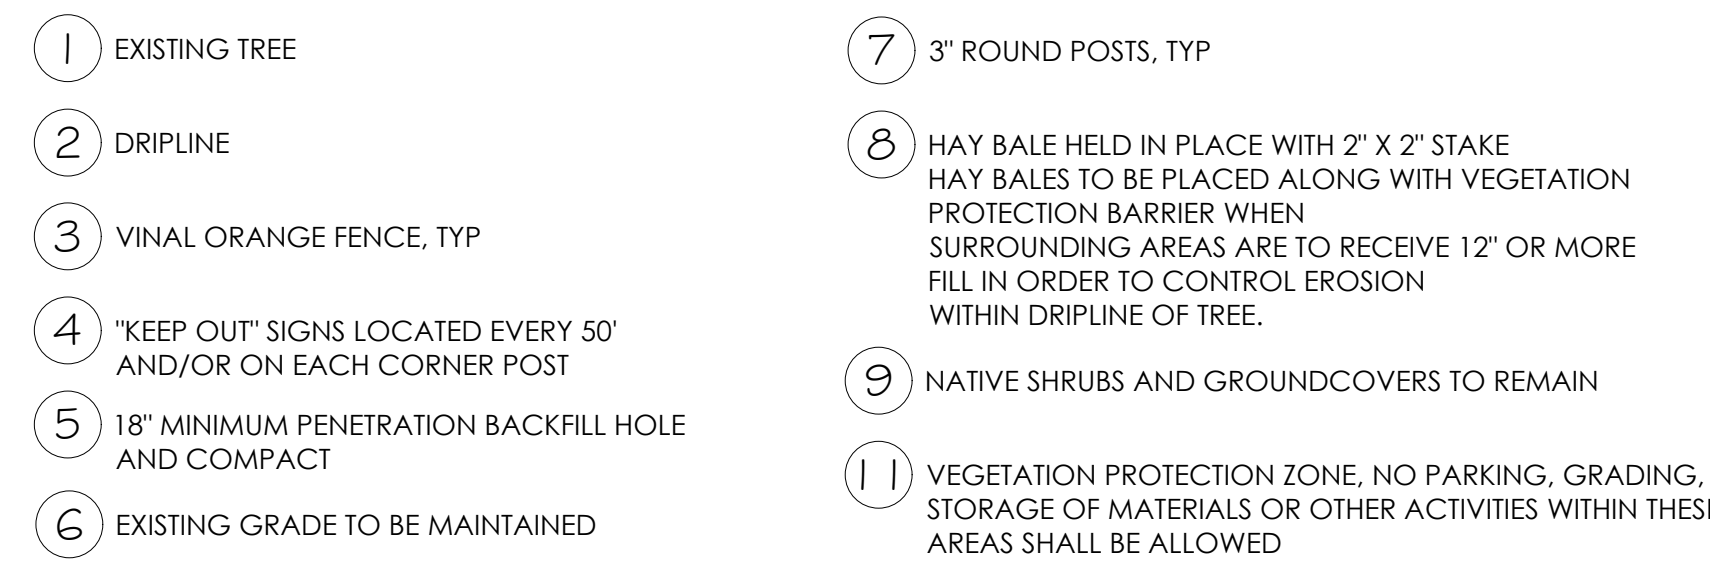 1 EXISTING TREE
2 DRIPLINE
3 VINAL ORANGE FENCE, TYP
4 "KEEP OUT" SIGNS LOCATED EVERY 50'
AND/OR ON EACH CORNER POST
5 18" MINIMUM PENETRATION BACKFILL HOLE
AND COMPACT
6 EXISTING GRADE TO BE MAINTAINED
7 3" ROUND POSTS, TYP
8 HAY BALE HELD IN PLACE WITH 2" X 2" STAKE
HAY BALES TO BE PLACED ALONG WITH VEGETATION
PROTECTION BARRIER WHEN
SURROUNDING AREAS ARE TO RECEIVE 12" OR MORE
FILL IN ORDER TO CONTROL EROSION
WITHIN DRIPLINE OF TREE.
9 NATIVE SHRUBS AND GROUNDCOVERS TO REMAIN
11 VEGETATION PROTECTION ZONE, NO PARKING, GRADING,
STORAGE OF MATERIALS OR OTHER ACTIVITIES WITHIN THESE
AREAS SHALL BE ALLOWED